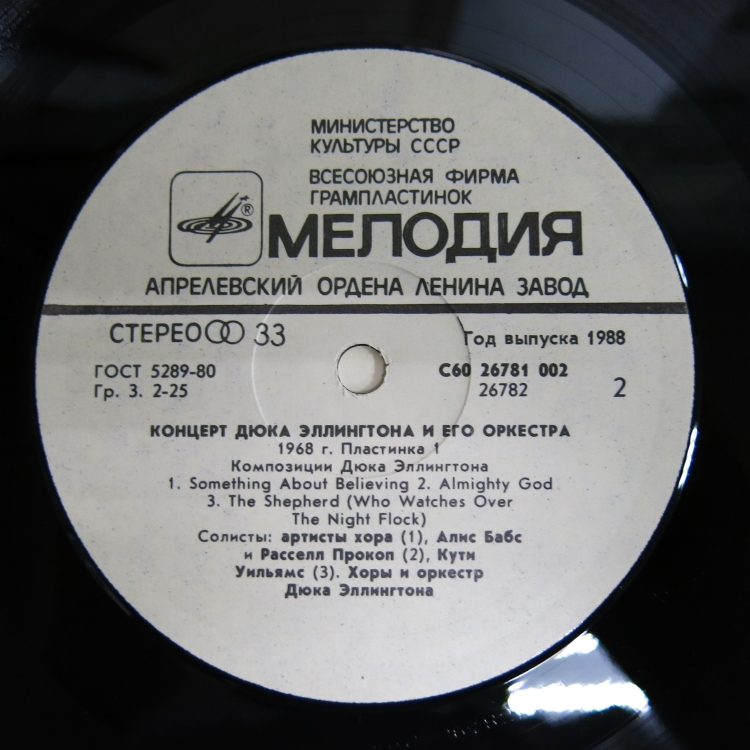 МИНИСТЕРСТВО
КУЛЬТУРЫ СССР
ВСЕСОЮЗНАЯ ФИРМА
ГРАМПЛАСТИНОК
®
МЕЛОДИЯ
АПРЕЛЕВСКИЙ ОРДЕНА ЛЕНИНА ЗАВОД
СТЕРЕО 33
Год выпуска 1988
ГОСТ 5289-80
С60 26781 002
Гр. 3. 2-25
26782
2
КОНЦЕРТ ДЮКА ЭЛЛИНГТОНА И ЕГО ОРКЕСТРА
1968 г. Пластинка 1
Композиции Дюка Эллингтона
1. Something About Believing 2. Almighty God
3. The Shepherd (Who Watches Over
The Night Flock)
Солисты: артисты хора (1), Алис Бабс
и Расселл Прокоп (2), Кути
Уильямс (3). Хоры и оркестр
Дюка Эллингтона